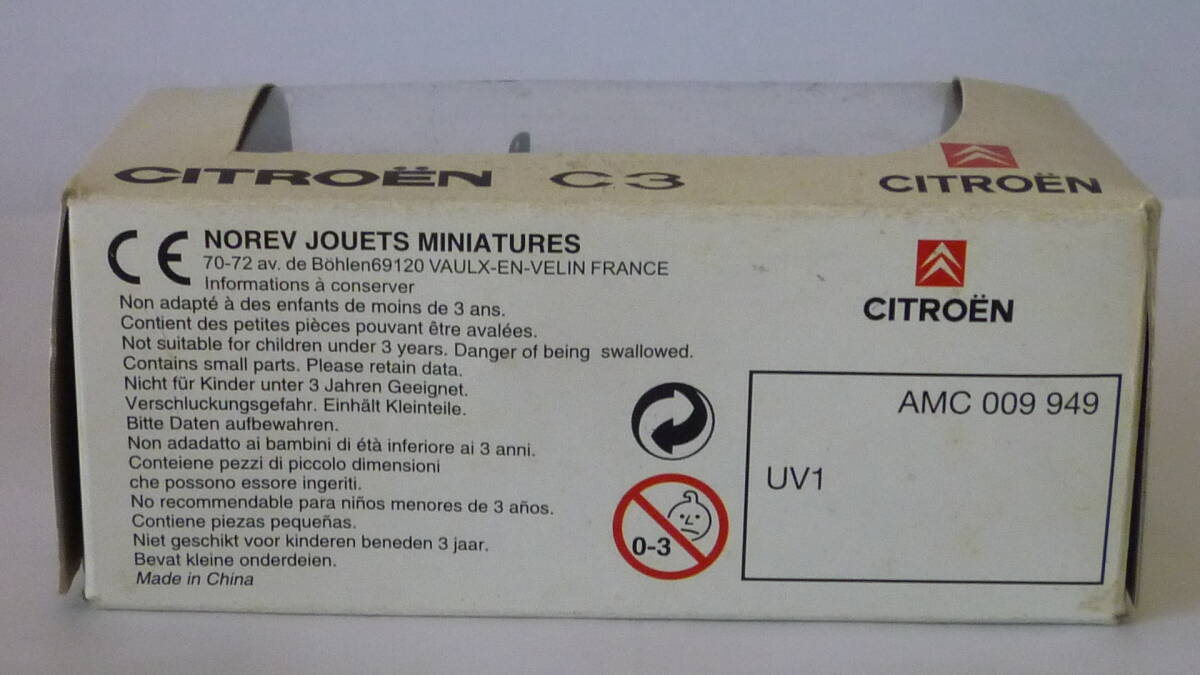 CITROËN C3
CITROËN
CE NOREV JOUETS MINIATURES
70-72 av. de Böhlen69120 VAULX-EN-VELIN FRANCE
Informations à conserver
Non adapté à des enfants de moins de 3 ans.
Contient des petites pièces pouvant être avalées.
Not suitable for children under 3 years. Danger of being swallowed.
Contains small parts. Please retain data.
Nicht für Kinder unter 3 Jahren Geeignet.
Verschluckungsgefahr. Einhält Kleinteile.
Bitte Daten aufbewahren.
Non adadatto ai bambini di étà inferiore ai 3 anni.
Conteiene pezzi di piccolo dimensioni
che possono essore ingeriti.
No recommendable para niños menores de 3 años.
Contiene piezas pequeñas.
Niet geschikt voor kinderen beneden 3 jaar.
Bevat kleine onderdeien.
Made in China
0-3
CITROËN
AMC 009 949
UV1